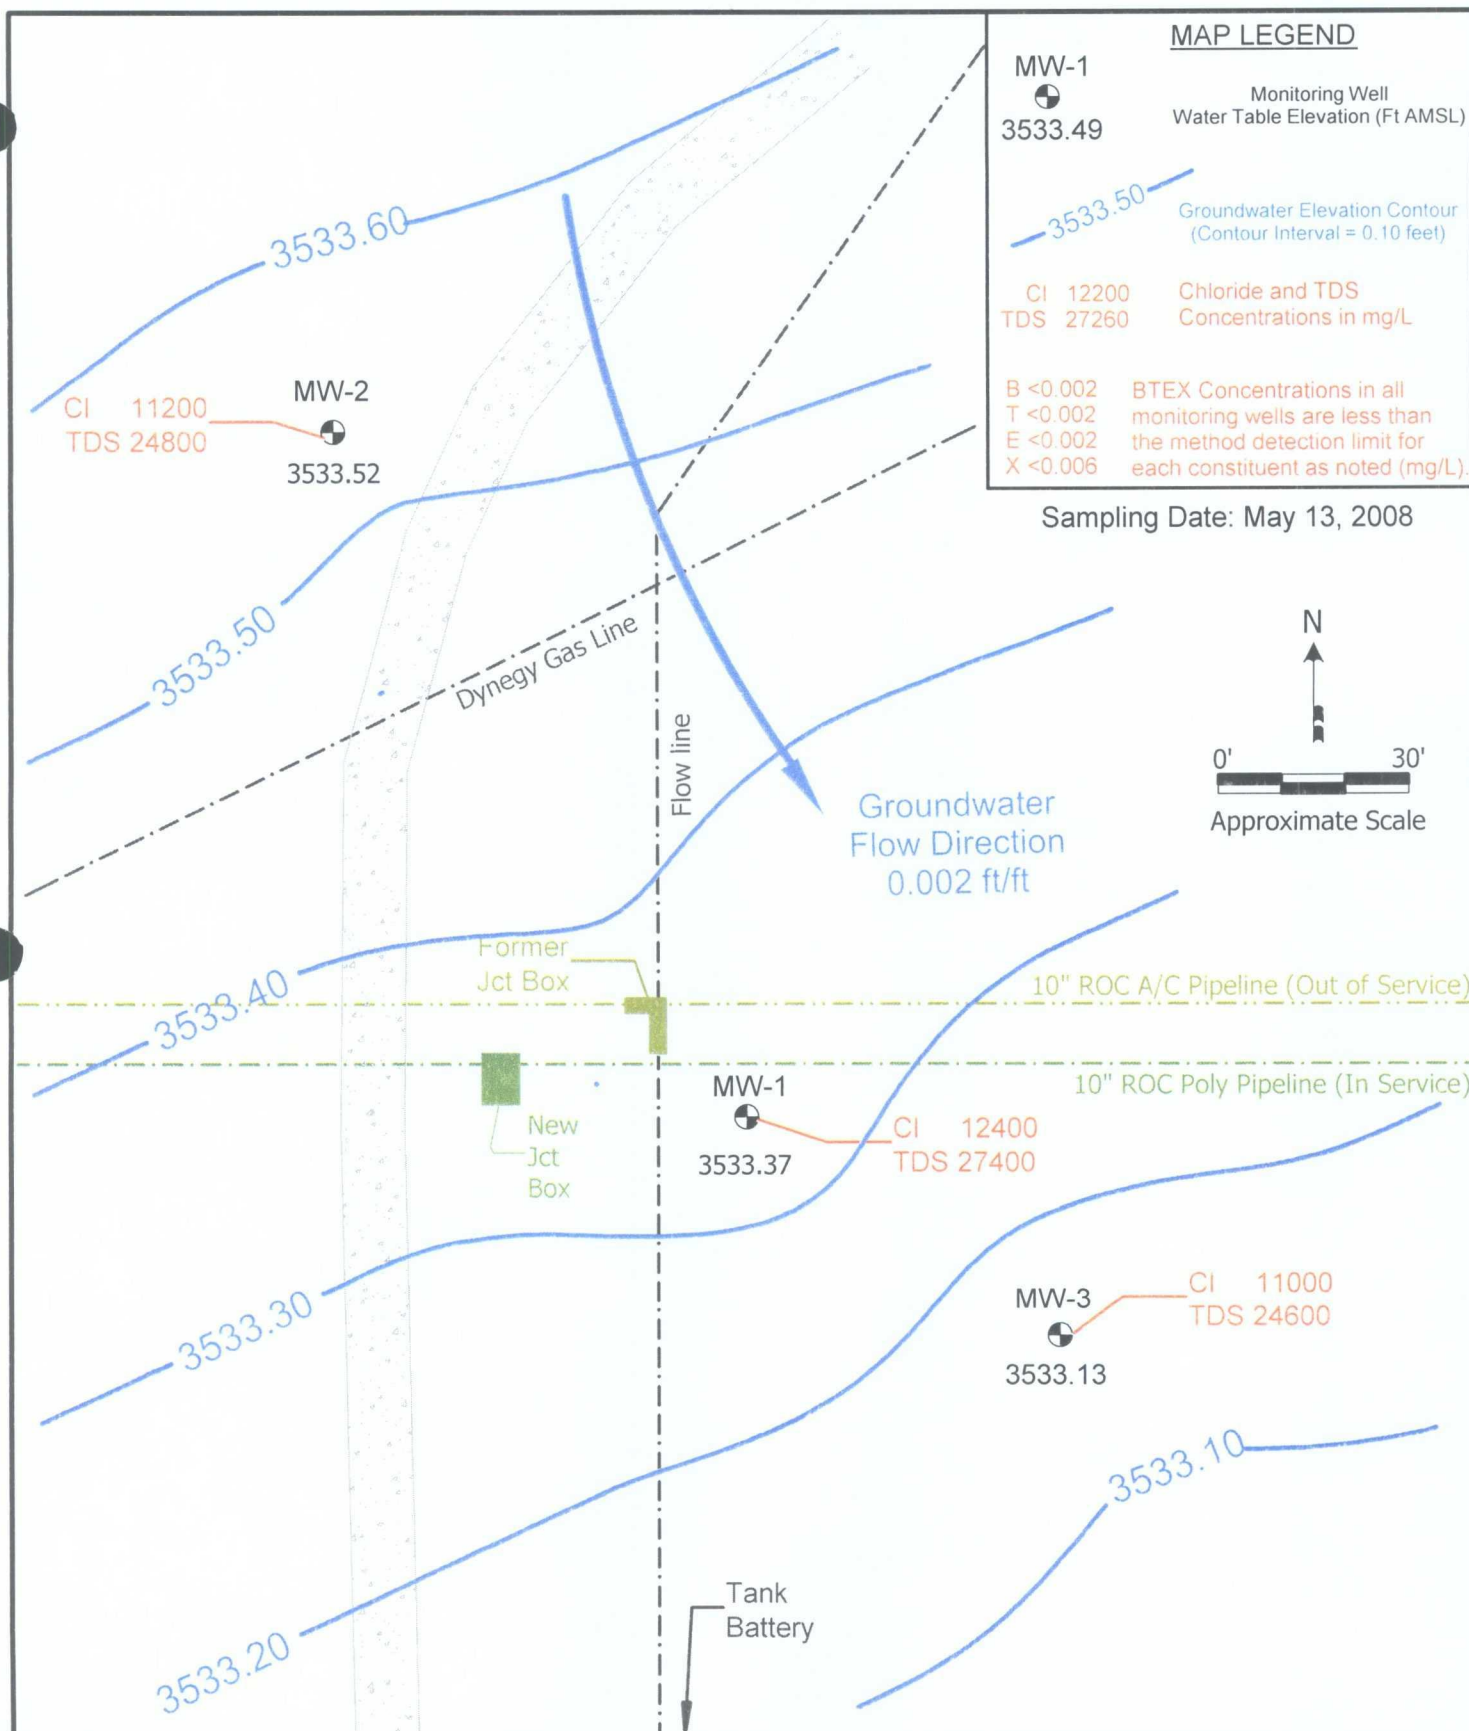 MAP LEGEND
MW-1
3533.49
Monitoring Well
Water Table Elevation (Ft AMSL)
3533.50
Groundwater Elevation Contour
(Contour Interval = 0.10 feet)
Cl 12200
TDS 27260
Chloride and TDS
Concentrations in mg/L
B <0.002
T <0.002
E <0.002
X <0.006
BTEX Concentrations in all
monitoring wells are less than
the method detection limit for
each constituent as noted (mg/L).
Sampling Date: May 13, 2008
3533.60
MW-2
3533.52
Cl 11200
TDS 24800
3533.50
Dynegy Gas Line
Flow line
N
0' 30'
Approximate Scale
Groundwater
Flow Direction
0.002 ft/ft
Former
Jct Box
3533.40
10" ROC A/C Pipeline (Out of Service)
10" ROC Poly Pipeline (In Service)
New
Jct
Box
MW-1
3533.37
Cl 12400
TDS 27400
3533.30
MW-3
3533.13
Cl 11000
TDS 24600
3533.10
3533.20
Tank
Battery